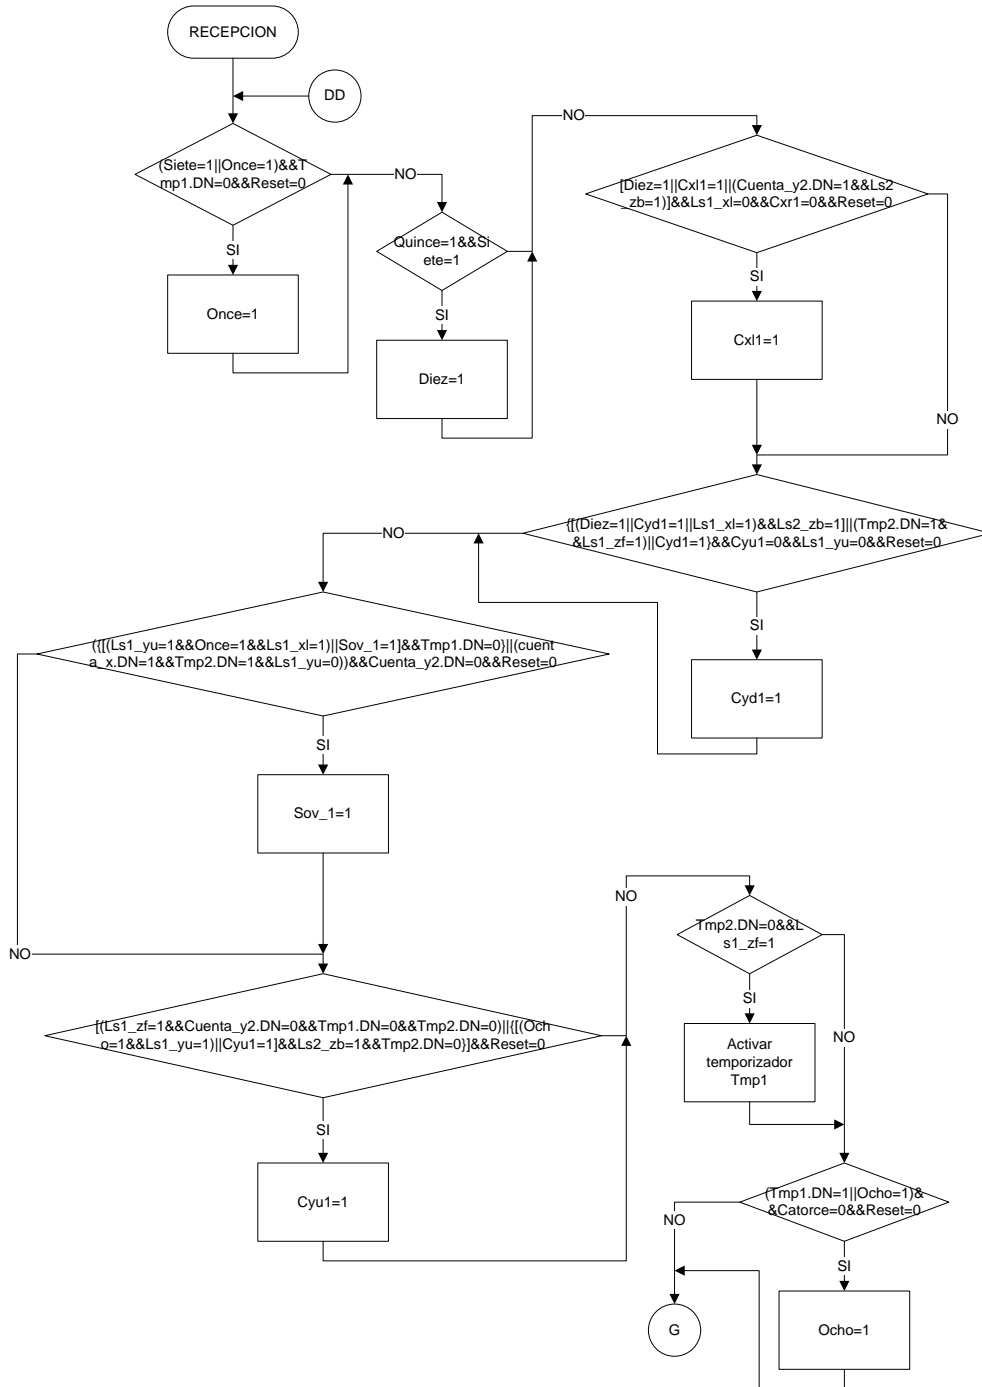 RECEPCION
DD
(Siete=1||Once=1)&&T
mp1.DN=0&&Reset=0
NO
SI
Once=1
Quince=1&&Si
ete=1
NO
SI
Diez=1
[Diez=1||Cxl1=1||(Cuenta_y2.DN=1&&Ls2
_zb=1)]&&Ls1_xl=0&&Cxr1=0&&Reset=0
SI
Cxl1=1
NO
{[(Diez=1||Cyd1=1||Ls1_xl=1)&&Ls2_zb=1]||(Tmp2.DN=1&
&Ls1_zf=1)||Cyd1=1}&&Cyu1=0&&Ls1_yu=0&&Reset=0
NO
SI
Cyd1=1
({[(Ls1_yu=1&&Once=1&&Ls1_xl=1)||Sov_1=1]&&Tmp1.DN=0}||(cuent
a_x.DN=1&&Tmp2.DN=1&&Ls1_yu=0))&&Cuenta_y2.DN=0&&Reset=0
SI
Sov_1=1
NO
[(Ls1_zf=1&&Cuenta_y2.DN=0&&Tmp1.DN=0&&Tmp2.DN=0)||{[(Och
o=1&&Ls1_yu=1)||Cyu1=1]&&Ls2_zb=1&&Tmp2.DN=0}]&&Reset=0
SI
Cyu1=1
NO
Tmp2.DN=0&&L
s1_zf=1
SI
NO
Activar
temporizador
Tmp1
(Tmp1.DN=1||Ocho=1)&
&Catorce=0&&Reset=0
NO
SI
G
Ocho=1